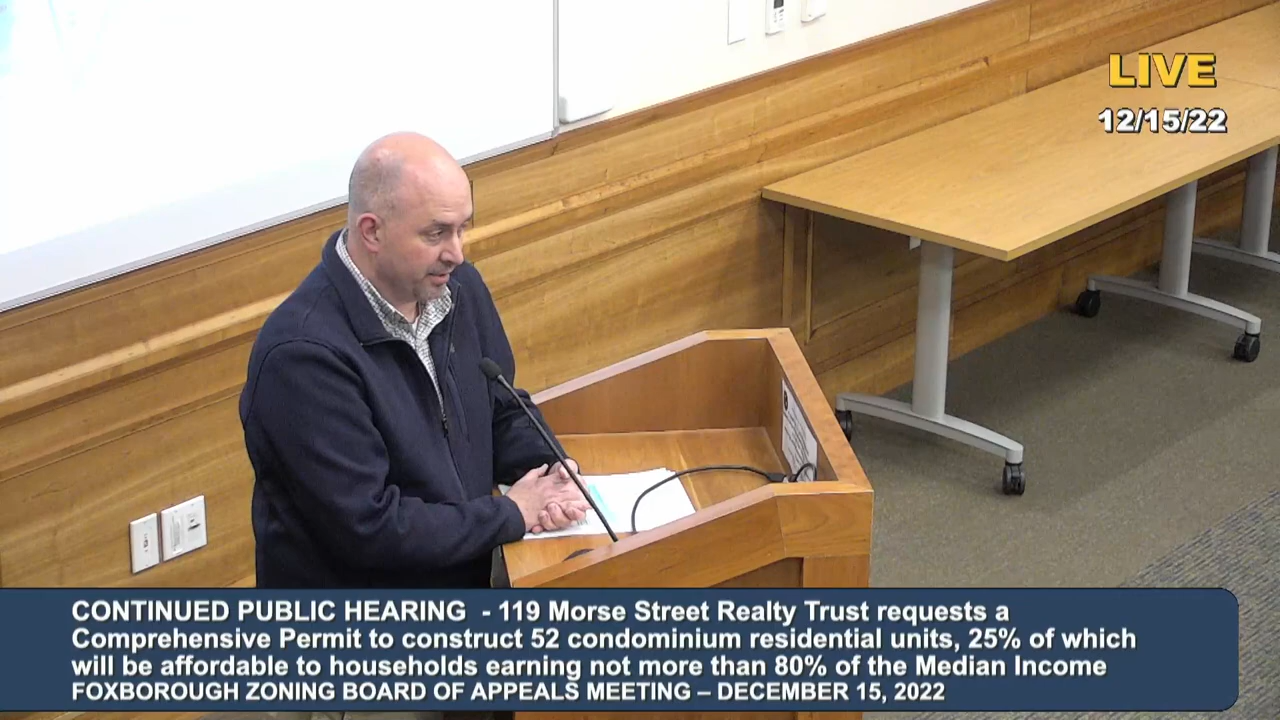 LIVE
12/15/22
CONTINUED PUBLIC HEARING - 119 Morse Street Realty Trust requests a
Comprehensive Permit to construct 52 condominium residential units, 25% of which
will be affordable to households earning not more than 80% of the Median Income
FOXBOROUGH ZONING BOARD OF APPEALS MEETING – DECEMBER 15, 2022